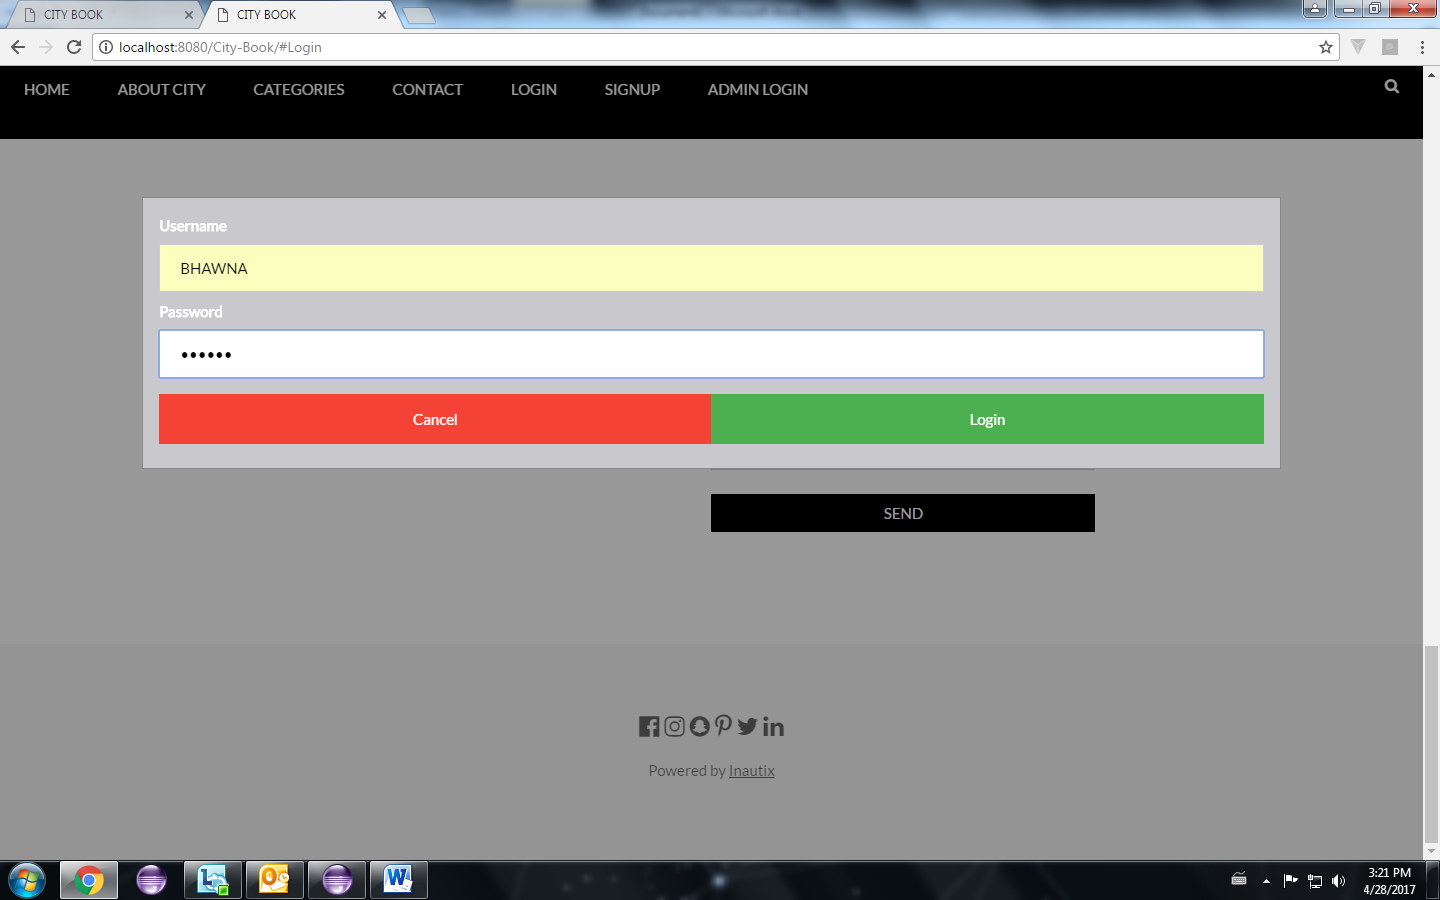 CITY BOOK
CITY BOOK
localhost:8080/City-Book/#Login
HOME ABOUT CITY CATEGORIES CONTACT LOGIN SIGNUP ADMIN LOGIN
Username
BHAWNA
Password
••••••
Cancel Login
SEND
Powered by Inautix
3:21 PM
4/28/2017